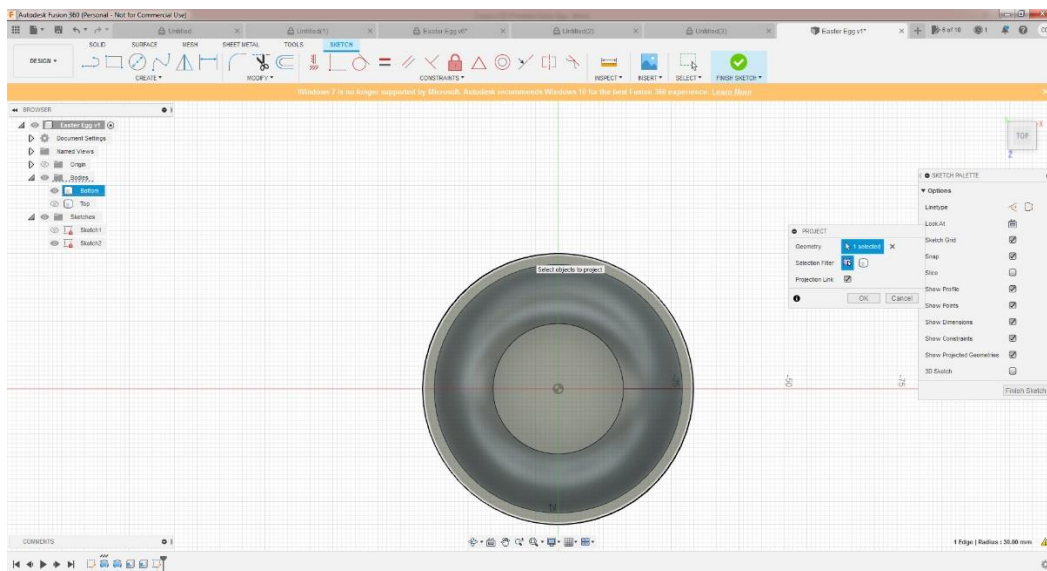 Autodesk Fusion 360 (Personal - Not for Commercial Use)
Untitled
Untitled(1)
Easter Egg v0*
Untitled(2)
Untitled(3)
Easter Egg v1*
6 of 10
1
SOLID
SURFACE
MESH
SHEET METAL
TOOLS
SKETCH
DESIGN
CREATE
MODIFY
CONSTRAINTS
INSPECT
INSERT
SELECT
FINISH SKETCH
Windows 7 is no longer supported by Microsoft. Autodesk recommends Windows 10 for the best Fusion 360 experience. Learn More
BROWSER
Easter Egg v1
Document Settings
Named Views
Origin
Bodies
Bottom
Top
Sketches
Sketch1
Sketch2
TOP
X
Z
SKETCH PALETTE
Options
Linetype
Look At
Sketch Grid
Snap
Slice
Show Profile
Show Points
Show Dimensions
Show Constraints
Show Projected Geometries
3D Sketch
Finish Sketch
PROJECT
Geometry
1 selected
Selection Filter
Projection Link
OK
Cancel
Select objects to project
-25
-50
-75
COMMENTS
1 Edge | Radius : 30.00 mm